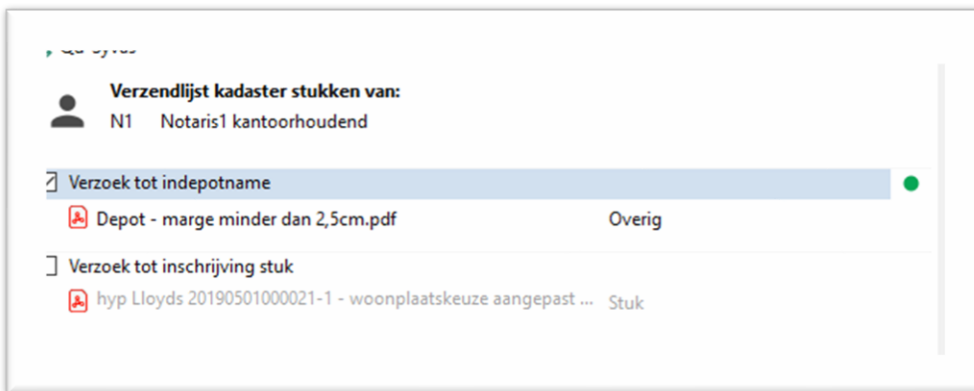 Verzendlijst kadaster stukken van:
N1 Notaris1 kantoorhoudend
Verzoek tot indepotname
Depot - marge minder dan 2,5cm.pdf Overig
Verzoek tot inschrijving stuk
hyp Lloyds 20190501000021-1 - woonplaatskeuze aangepast ... Stuk